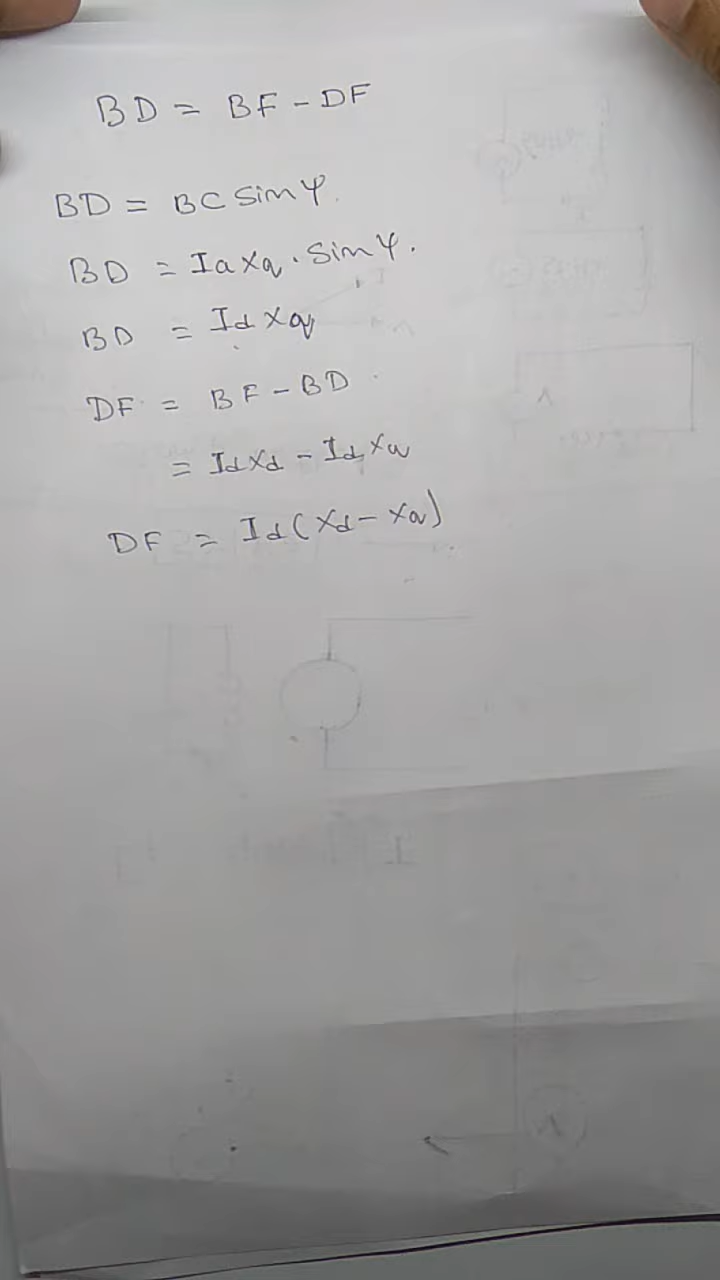 BD = BF - DF
BD = BC Sin Ψ.
BD = Ia Xq . Sin Ψ.
BD = Id Xq
DF = BF - BD
= Id Xd - Id Xq
DF = Id (Xd - Xq)